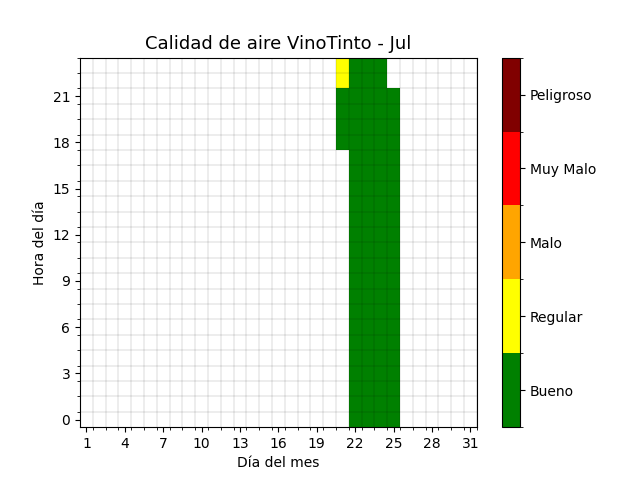 Calidad de aire VinoTinto - Jul
Hora del día
21
18
15
12
9
6
3
0
1 4 7 10 13 16 19 22 25 28 31
Día del mes
Peligroso
Muy Malo
Malo
Regular
Bueno